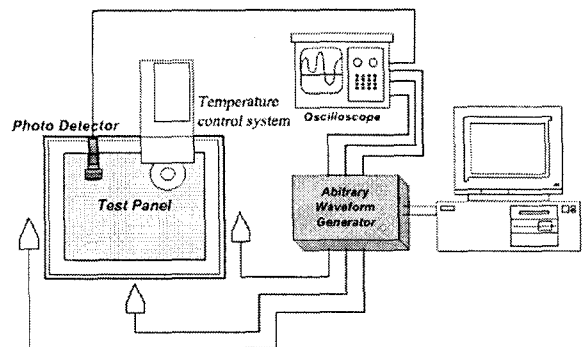 Temperature
control system
Oscilloscope
Photo Detector
Test Panel
Abitrary
Waveform
Generator